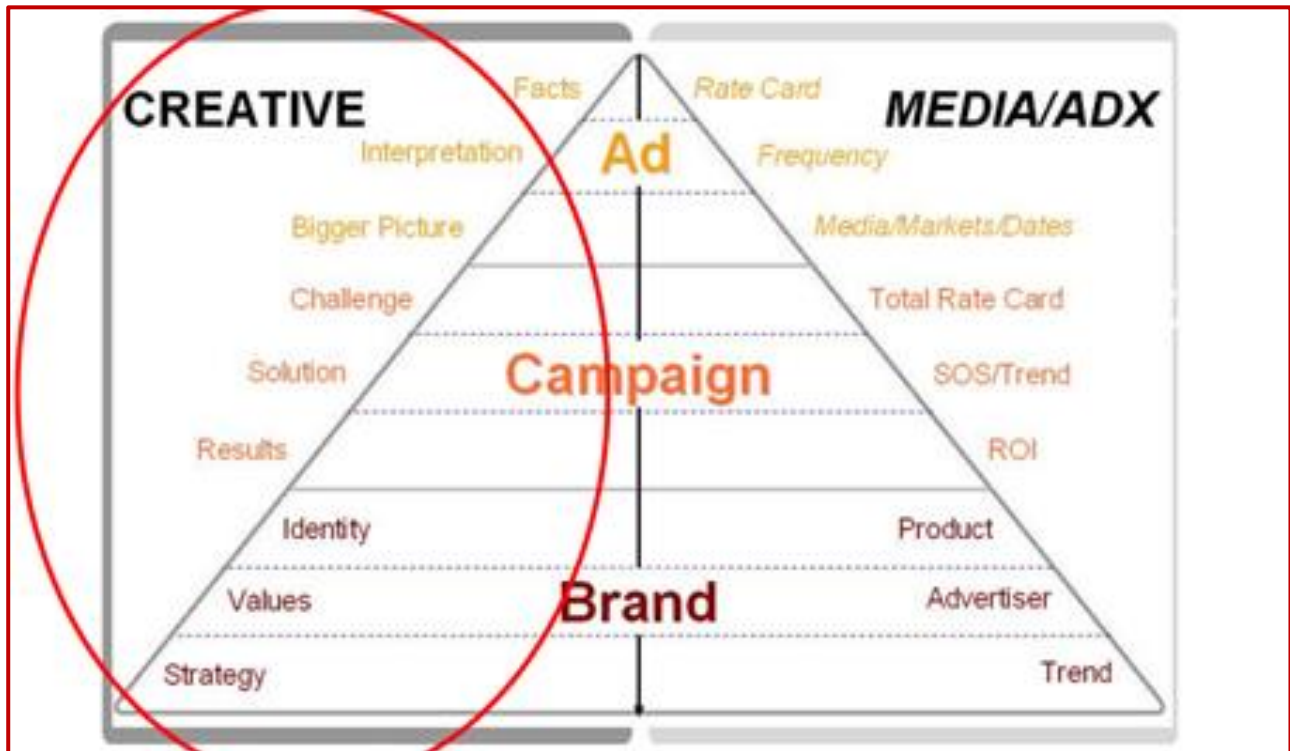 Facts Rate Card
CREATIVE MEDIA/ADX
Interpretation Ad Frequency
Bigger Picture Media/Markets/Dates
Challenge Total Rate Card
Solution Campaign SOS/Trend
Results ROI
Identity Product
Values Brand Advertiser
Strategy Trend